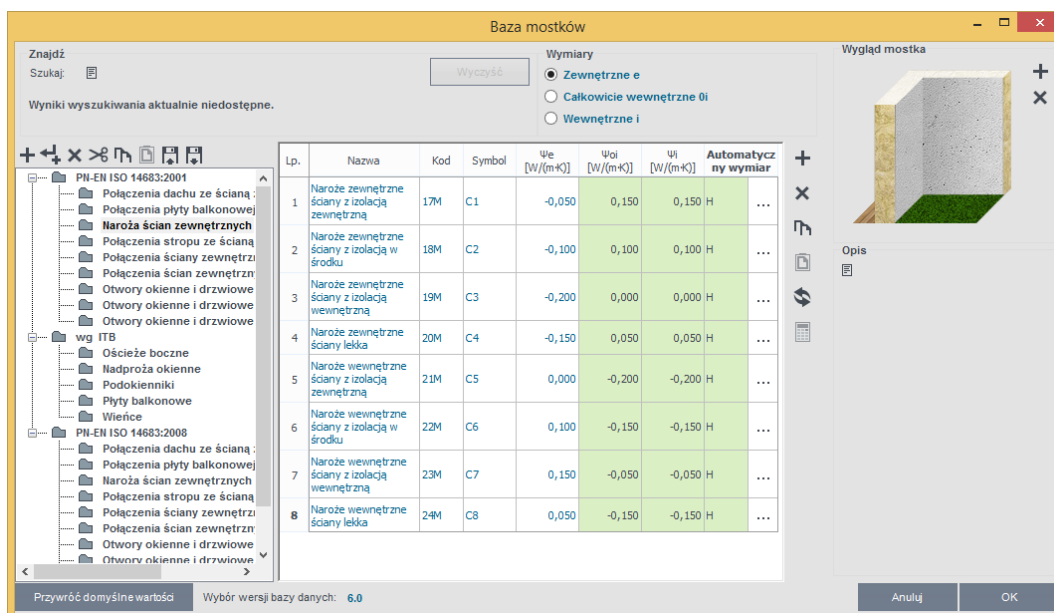 Baza mostków
Znajdź
Szukaj:
Wyczyść
Wyniki wyszukiwania aktualnie niedostępne.
Wymiary
Zewnętrzne e
Całkowicie wewnętrzne 0i
Wewnętrzne i
Wygląd mostka
PN-EN ISO 14683:2001
Połączenia dachu ze ścianą
Połączenia płyty balkonowej
Naroża ścian zewnętrznych
Połączenia stropu ze ścianą
Połączenia ściany zewnętrz
Połączenia ścian zewnętrzn
Otwory okienne i drzwiowe
Otwory okienne i drzwiowe
Otwory okienne i drzwiowe
wg ITB
Ościeże boczne
Nadproża okienne
Podokienniki
Płyty balkonowe
Wieńce
PN-EN ISO 14683:2008
Połączenia dachu ze ścianą
Połączenia płyty balkonowej
Naroża ścian zewnętrznych
Połączenia stropu ze ścianą
Połączenia ściany zewnętrz
Połączenia ścian zewnętrzn
Otwory okienne i drzwiowe
Otwory okienne i drzwiowe
Lp. Nazwa Kod Symbol Ψe [W/(m·K)] Ψoi [W/(m·K)] Ψi [W/(m·K)] Automatycz
ny wymiar
1 Naroże zewnętrzne
ściany z izolacją 17M C1 -0,050 0,150 0,150 H ...
zewnętrzną
Naroże zewnętrzne
2 ściany z izolacją w 18M C2 -0,100 0,100 0,100 H ...
środku
Naroże zewnętrzne
3 ściany z izolacją 19M C3 -0,200 0,000 0,000 H ...
wewnętrzną
Naroże zewnętrzne
4 ściany lekka 20M C4 -0,150 0,050 0,050 H ...
Naroże wewnętrzne
5 ściany z izolacją 21M C5 0,000 -0,200 -0,200 H ...
zewnętrzną
Naroże wewnętrzne
6 ściany z izolacją w 22M C6 0,100 -0,150 -0,150 H ...
środku
Naroże wewnętrzne
7 ściany z izolacją 23M C7 0,150 -0,050 -0,050 H ...
wewnętrzną
Naroże wewnętrzne
8 ściany lekka 24M C8 0,050 -0,150 -0,150 H ...
Opis
Przywróć domyślne wartości
Wybór wersji bazy danych: 6.0
Anuluj
OK